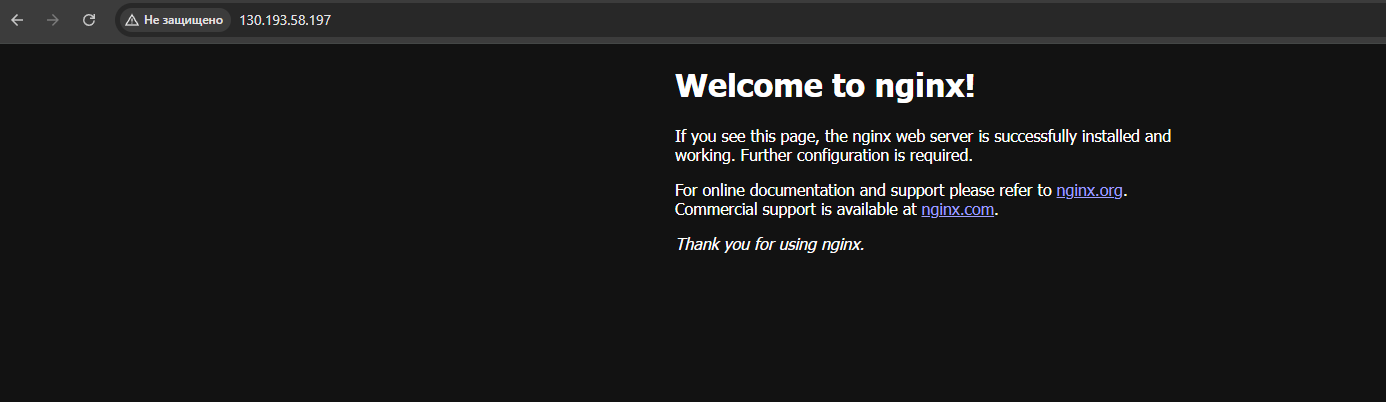 Не защищено 130.193.58.197
Welcome to nginx!
If you see this page, the nginx web server is successfully installed and
working. Further configuration is required.
For online documentation and support please refer to nginx.org.
Commercial support is available at nginx.com.
Thank you for using nginx.